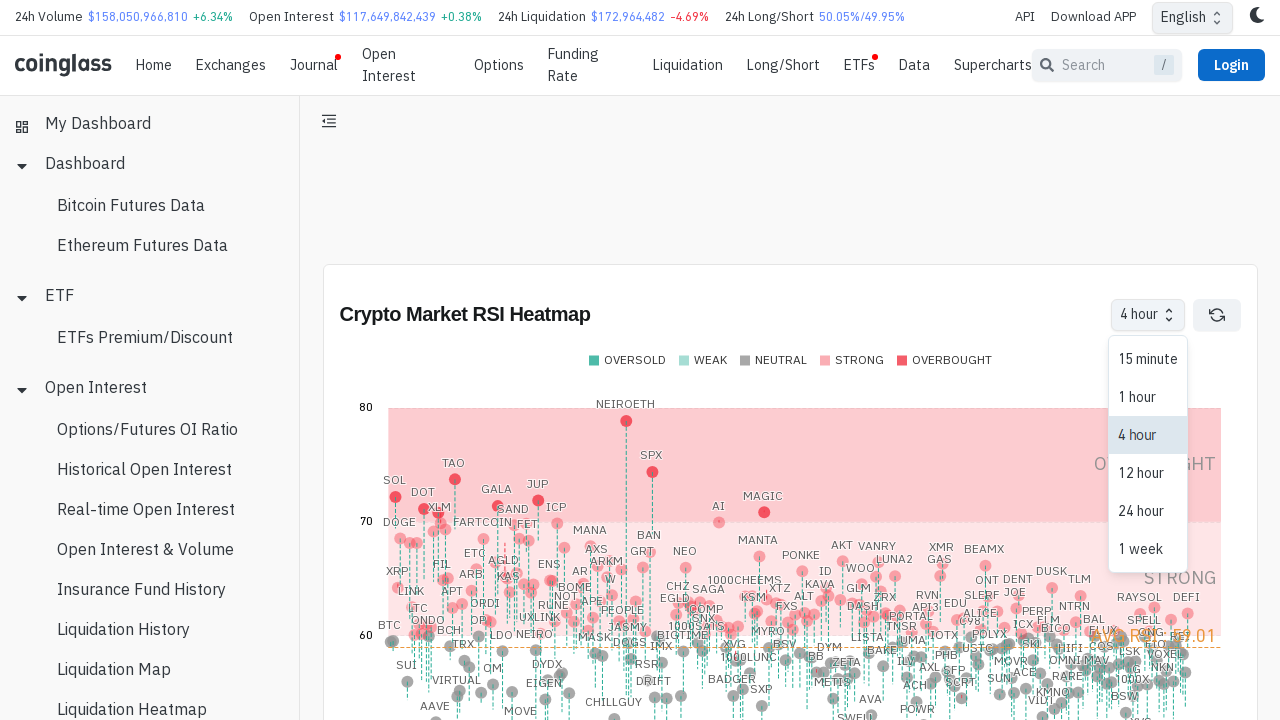 24h Volume $158,050,966,810 +6.34% Open Interest $117,649,842,439 +0.38% 24h Liquidation $172,964,482 -4.69% 24h Long/Short 50.05%/49.95% API Download APP English
coinglass Home Exchanges Journal Open Interest Options Funding Rate Liquidation Long/Short ETFs Data Supercharts Search / Login
My Dashboard
Dashboard
Bitcoin Futures Data
Ethereum Futures Data
ETF
ETFs Premium/Discount
Open Interest
Options/Futures OI Ratio
Historical Open Interest
Real-time Open Interest
Open Interest & Volume
Insurance Fund History
Liquidation History
Liquidation Map
Liquidation Heatmap
Crypto Market RSI Heatmap
4 hour
15 minute
1 hour
4 hour
12 hour
24 hour
1 week
OVERSOLD WEAK NEUTRAL STRONG OVERBOUGHT
80
70
60
STRONG
NEIROETH
SPX
TAO
SOL
DOT
GALA
JUP
MAGIC
AI
XLM
SAND
ICP
DOGE
FARTCOIN
FET
MANA
BAN
MANTA
AXS
GRT
NEO
PONKE
AKT
VANRY
XMR
BEAMX
ETC
AGLD
ENS
ARKM
GAS
LUNA2
XRP
FIL
ARB
KAS
AR
W
1000CHEEMS
ID
WOO
DUSK
TLM
LINK
APT
BOME
NOT
APE
CHZ
SAGA
XTZ
KAVA
GLM
ONT
DENT
LTC
ORDI
RUNE
PEOPLE
EGLD
COMP
KSM
ALT
ZRX
RVN
SLERF
JOE
RAYSOL
DEFI
ONDO
UXLINK
SNX
FXS
DASH
API3
EDU
NTRN
BTC
BCH
LDO
NEIRO
JASMY
1000SATS
MYRO
PORTAL
TNSR
ALICE
PERP
BAL
SPELL
TRX
MASK
DOGS
BIGTIME
XVG
LISTA
IOTX
POLYX
ICX
BICO
FLUX
IMX
BSV
DYM
BAKE
USTC
HIFI
COS
SUI
OM
DYDX
RSR
1000LUNC
ZETA
ILV
PHB
MOVR
OMNI
MAV
VIRTUAL
EIGEN
DRIFT
BADGER
METIS
AXL
SFP
ACE
RARE
NKN
AAVE
MOVE
CHILLGUY
SXP
AVA
ACH
SCRT
SUN
KMNO
BSW
SWELL
POWR